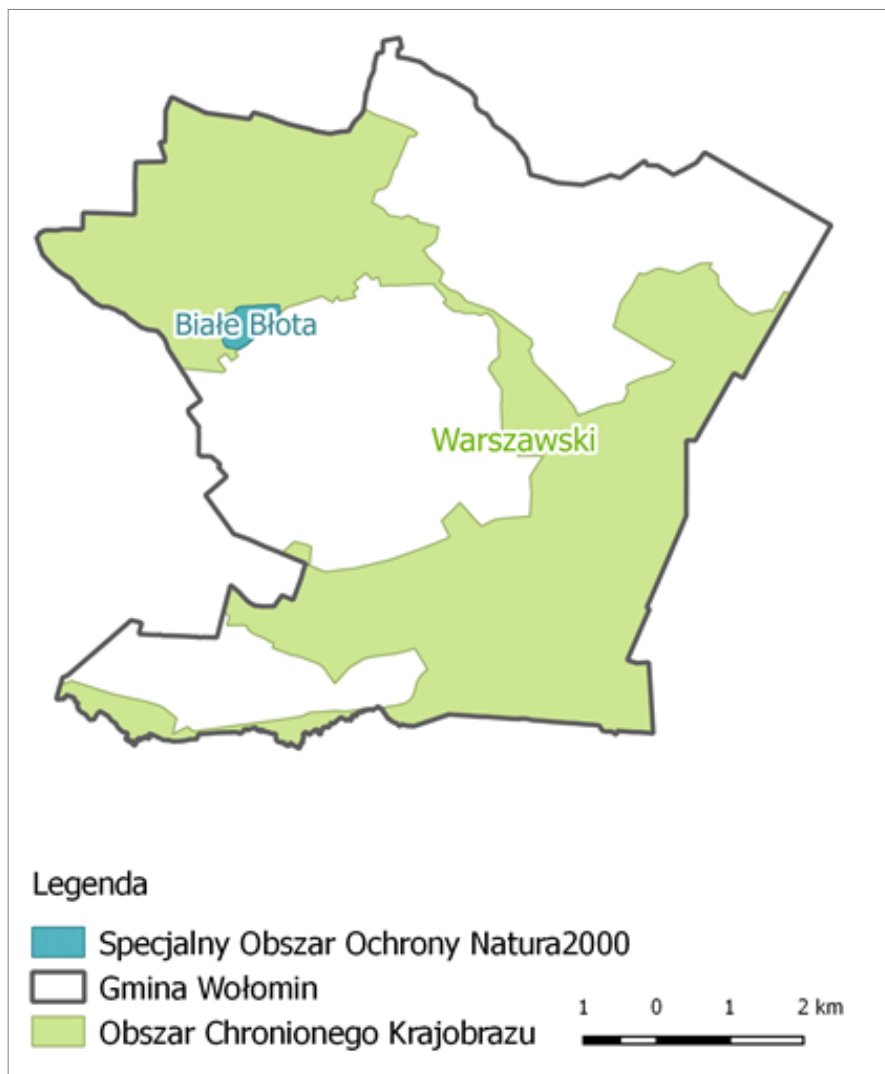 Białe Błota
Warszawski
Legenda
Specjalny Obszar Ochrony Natura2000
Gmina Wołomin
Obszar Chronionego Krajobrazu
1 0 1 2 km